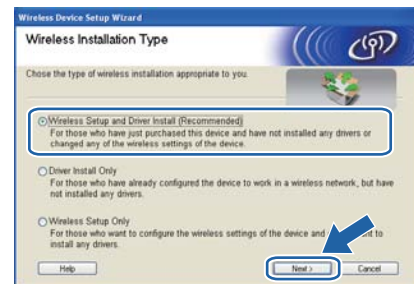 Wireless Device Setup Wizard
Wireless Installation Type
Chose the type of wireless installation appropriate to you.
Wireless Setup and Driver Install (Recommended)
For those who have just purchased this device and have not installed any drivers or
changed any of the wireless settings of the device.
Driver Install Only
For those who have already configured the device to work in a wireless network, but have
not installed any drivers.
Wireless Setup Only
For those who want to configure the wireless settings of the device and nt to
install any drivers.
Help
Next >
Cancel